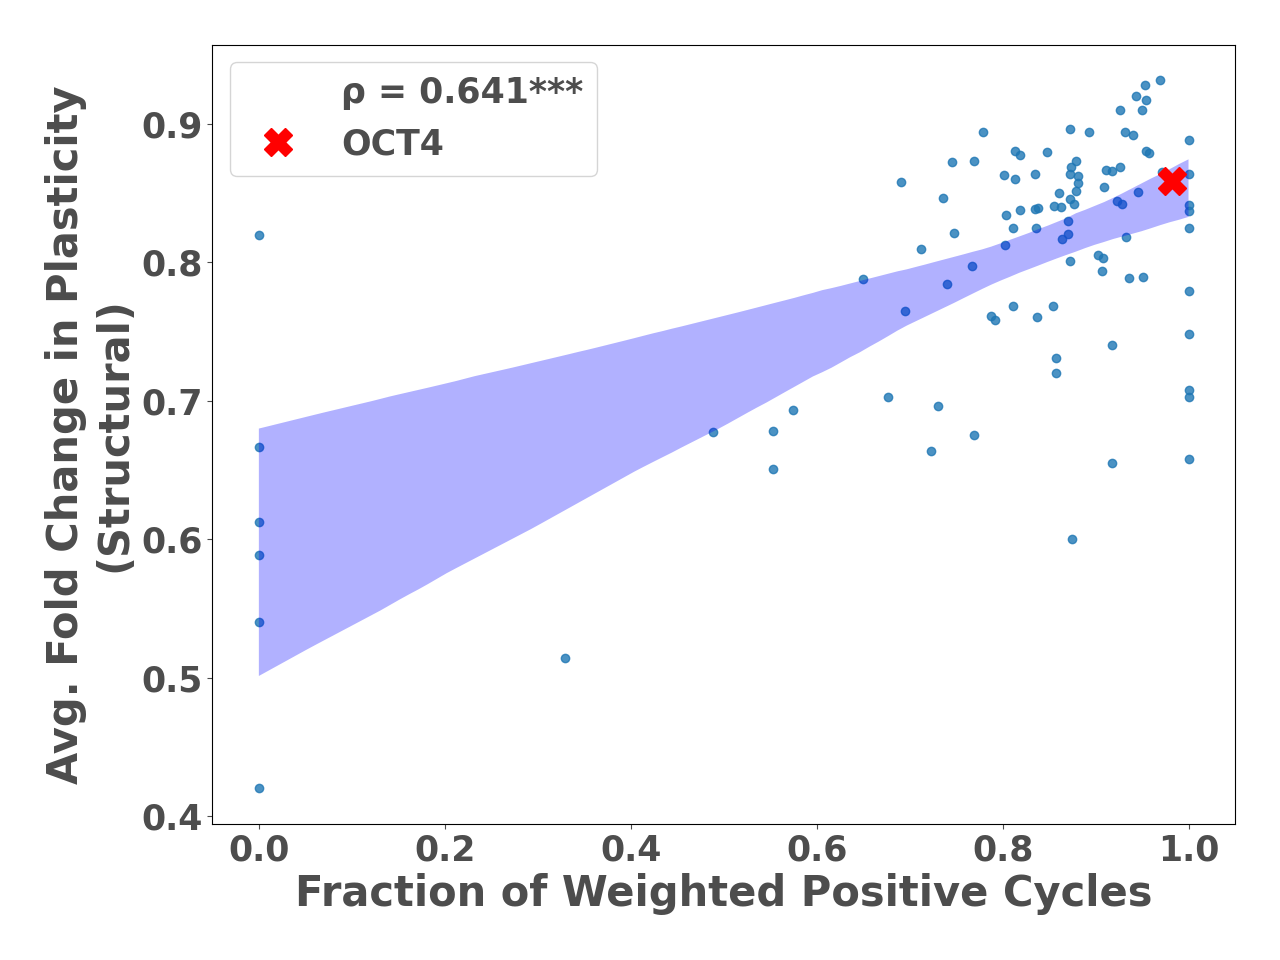 ρ = 0.641***
OCT4
Avg. Fold Change in Plasticity
(Structural)
0.9
0.8
0.7
0.6
0.5
0.4
0.0 0.2 0.4 0.6 0.8 1.0
Fraction of Weighted Positive Cycles